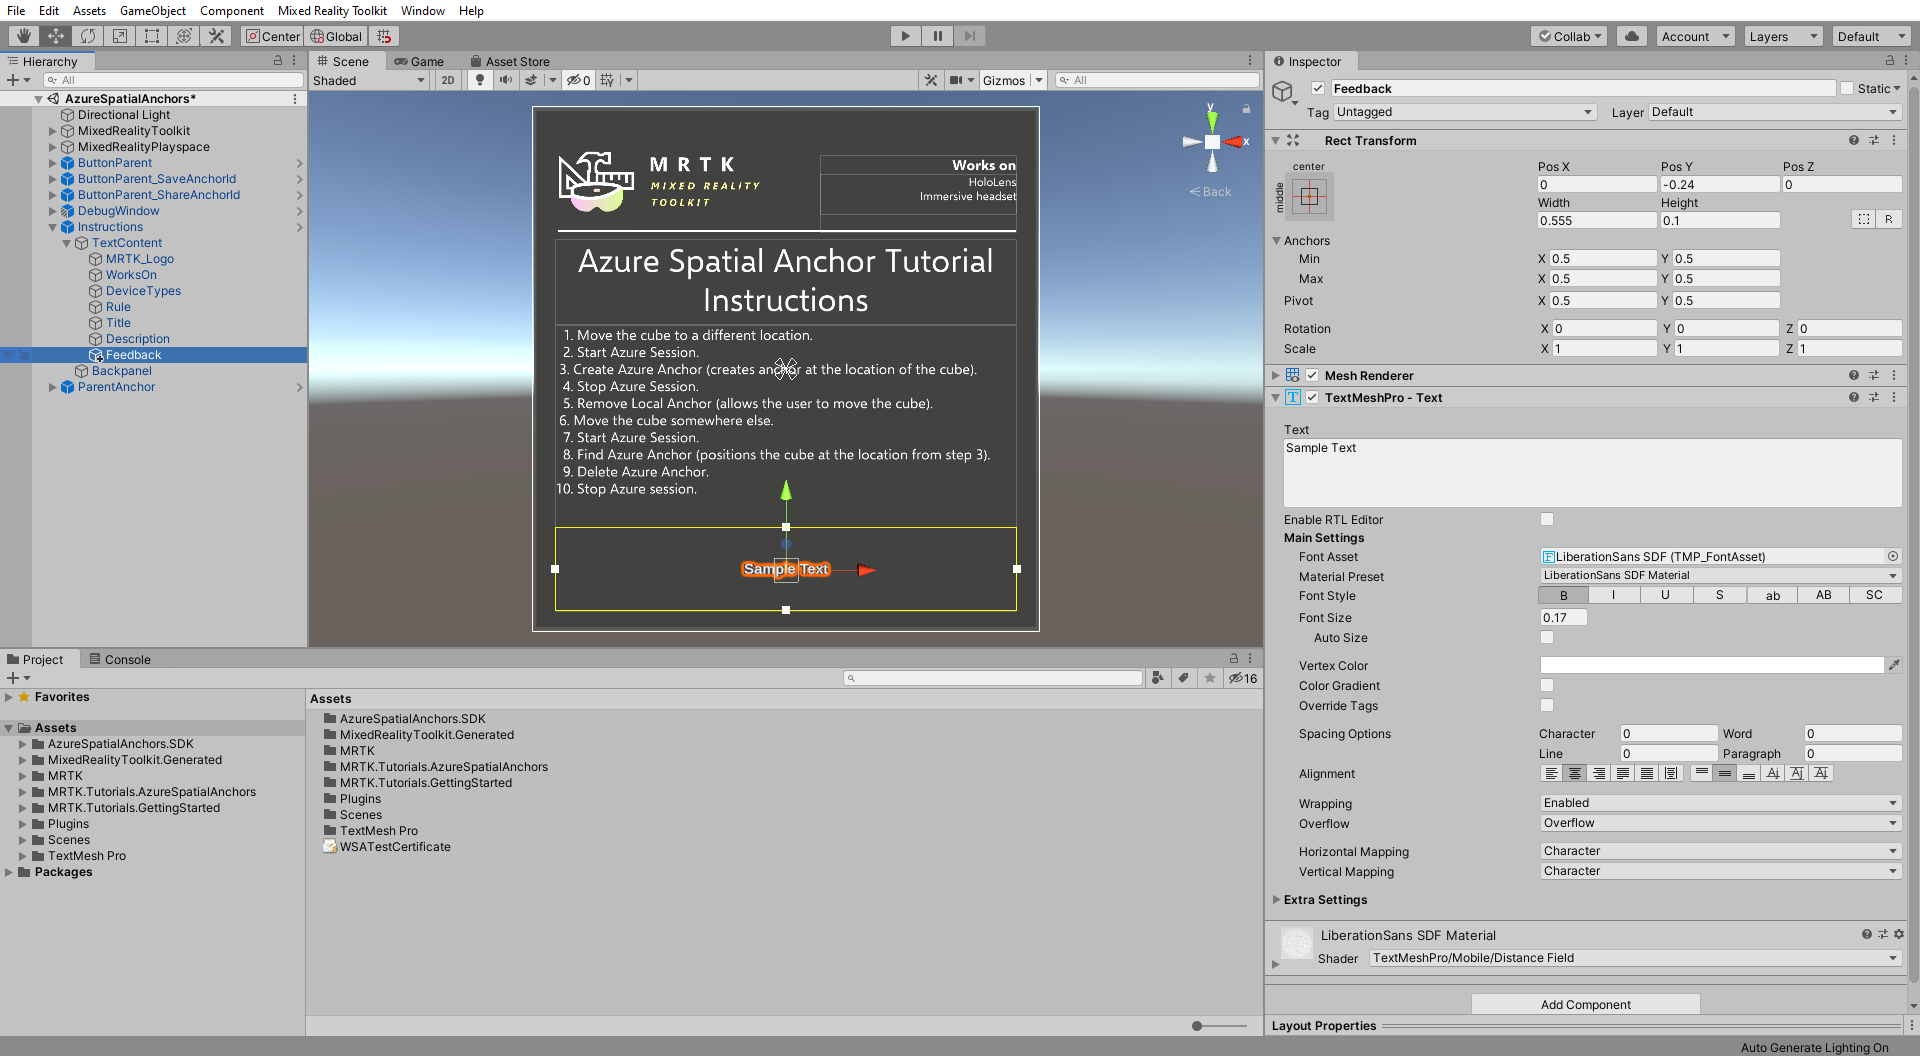 File Edit Assets GameObject Component Mixed Reality Toolkit Window Help
Center Global
Collab Account Layers Default
Hierarchy
All
AzureSpatialAnchors*
Directional Light
MixedRealityToolkit
MixedRealityPlayspace
ButtonParent
ButtonParent_SaveAnchorId
ButtonParent_ShareAnchorId
DebugWindow
Instructions
TextContent
MRTK_Logo
WorksOn
DeviceTypes
Rule
Title
Description
Feedback
Backpanel
ParentAnchor
Scene Game Asset Store
Shaded 2D 0 Gizmos All
y
x
Back
MRTK
MIXED REALITY
TOOLKIT
Works on
HoloLens
Immersive headset
Azure Spatial Anchor Tutorial
Instructions
1. Move the cube to a different location.
2. Start Azure Session.
3. Create Azure Anchor (creates anchor at the location of the cube).
4. Stop Azure Session.
5. Remove Local Anchor (allows the user to move the cube).
6. Move the cube somewhere else.
7. Start Azure Session.
8. Find Azure Anchor (positions the cube at the location from step 3).
9. Delete Azure Anchor.
10. Stop Azure session.
Sample Text
Project Console
16
Favorites
Assets
AzureSpatialAnchors.SDK
MixedRealityToolkit.Generated
MRTK
MRTK.Tutorials.AzureSpatialAnchors
MRTK.Tutorials.GettingStarted
Plugins
Scenes
TextMesh Pro
Packages
Assets
AzureSpatialAnchors.SDK
MixedRealityToolkit.Generated
MRTK
MRTK.Tutorials.AzureSpatialAnchors
MRTK.Tutorials.GettingStarted
Plugins
Scenes
TextMesh Pro
WSATestCertificate
Inspector
Feedback Static
Tag Untagged Layer Default
Rect Transform
center
middle
Pos X Pos Y Pos Z
0 -0.24 0
Width Height
0.555 0.1 R
Anchors
Min X 0.5 Y 0.5
Max X 0.5 Y 0.5
Pivot X 0.5 Y 0.5
Rotation X 0 Y 0 Z 0
Scale X 1 Y 1 Z 1
Mesh Renderer
TextMeshPro - Text
Text
Sample Text
Enable RTL Editor
Main Settings
Font Asset LiberationSans SDF (TMP_FontAsset)
Material Preset LiberationSans SDF Material
Font Style B I U S ab AB SC
Font Size 0.17
Auto Size
Vertex Color
Color Gradient
Override Tags
Spacing Options Character 0 Word 0
Line 0 Paragraph 0
Alignment
Wrapping Enabled
Overflow Overflow
Horizontal Mapping Character
Vertical Mapping Character
Extra Settings
LiberationSans SDF Material
Shader TextMeshPro/Mobile/Distance Field
Add Component
Layout Properties
Auto Generate Lighting On